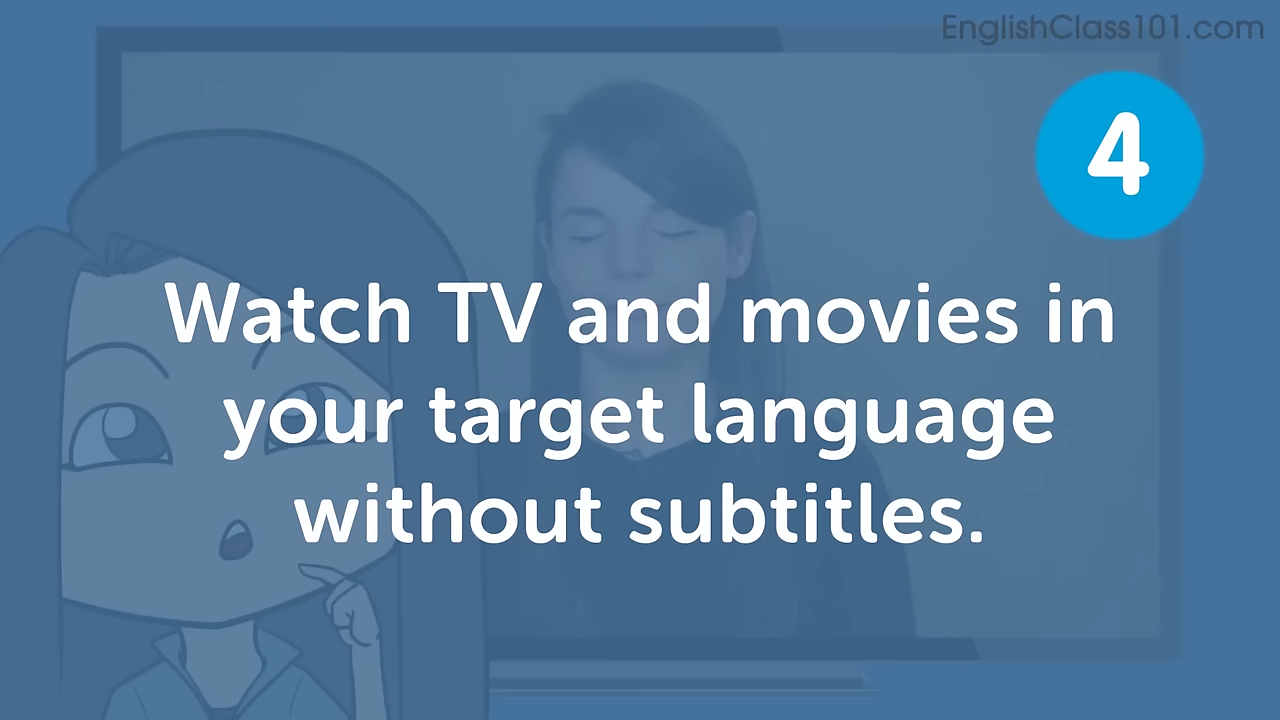 EnglishClass101.com
4
Watch TV and movies in
your target language
without subtitles.